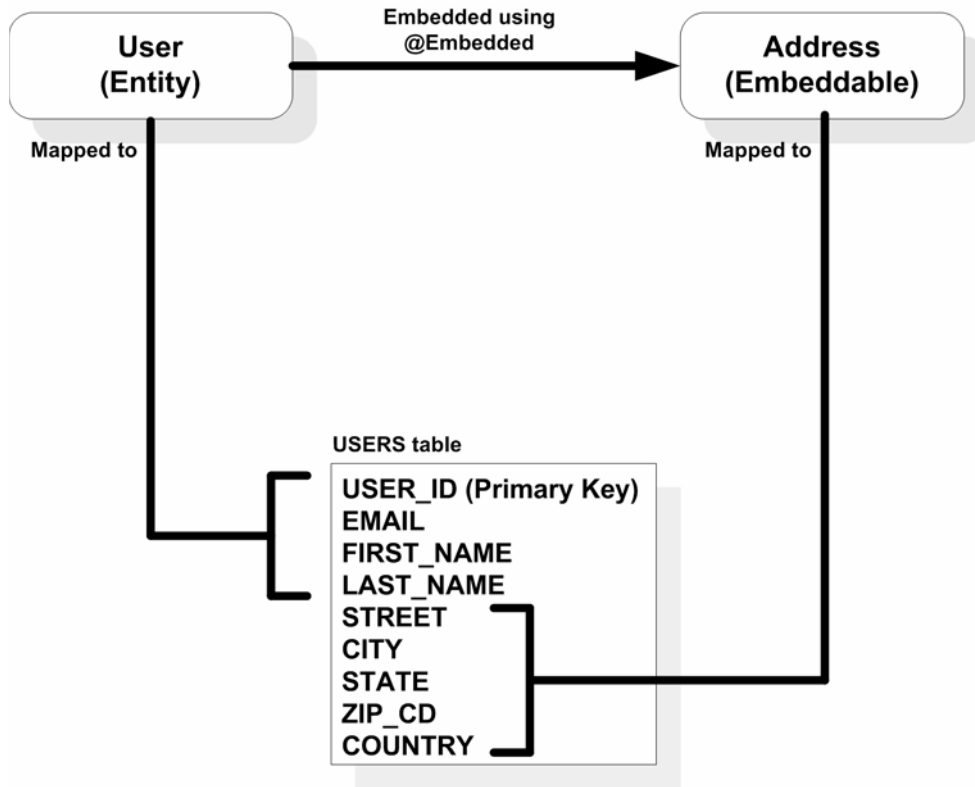 Embedded using
@Embedded
User
(Entity)
Address
(Embeddable)
Mapped to
Mapped to
USERS table
USER_ID (Primary Key)
EMAIL
FIRST_NAME
LAST_NAME
STREET
CITY
STATE
ZIP_CD
COUNTRY